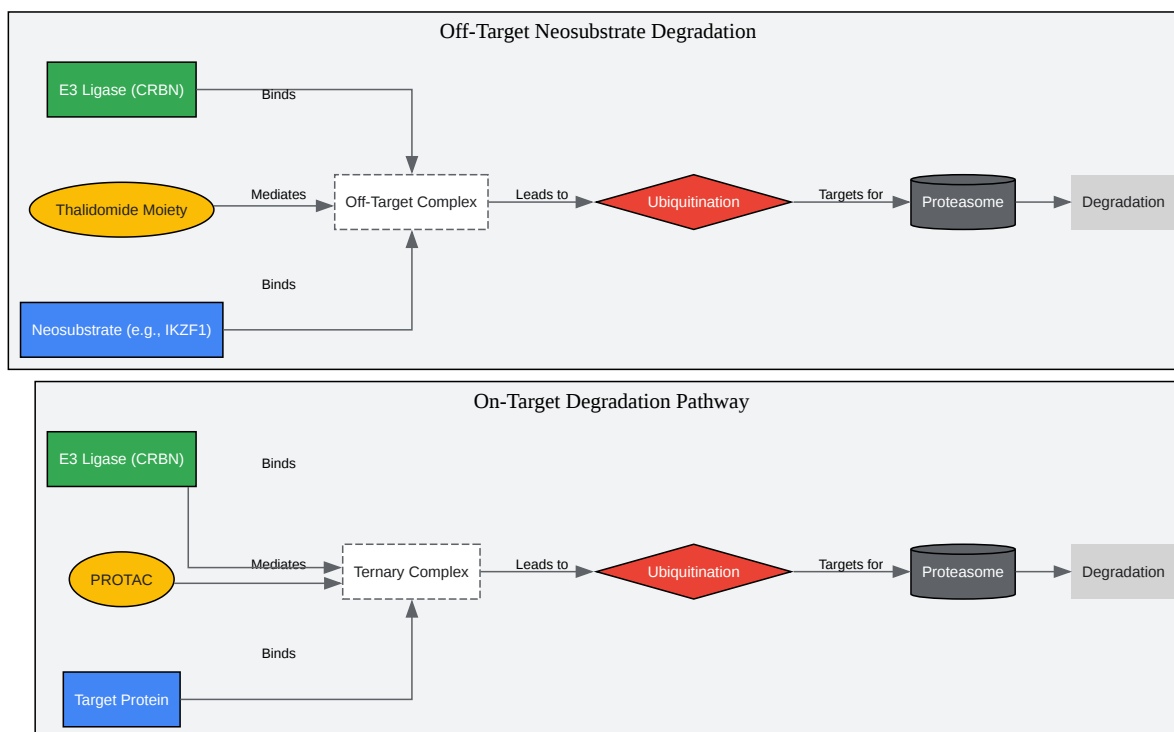 Off-Target Neosubstrate Degradation
E3 Ligase (CRBN)
Binds
Thalidomide Moiety
Mediates
Off-Target Complex
Leads to
Ubiquitination
Targets for
Proteasome
Degradation
Binds
Neosubstrate (e.g., IKZF1)
On-Target Degradation Pathway
E3 Ligase (CRBN)
Binds
PROTAC
Mediates
Ternary Complex
Leads to
Ubiquitination
Targets for
Proteasome
Degradation
Binds
Target Protein